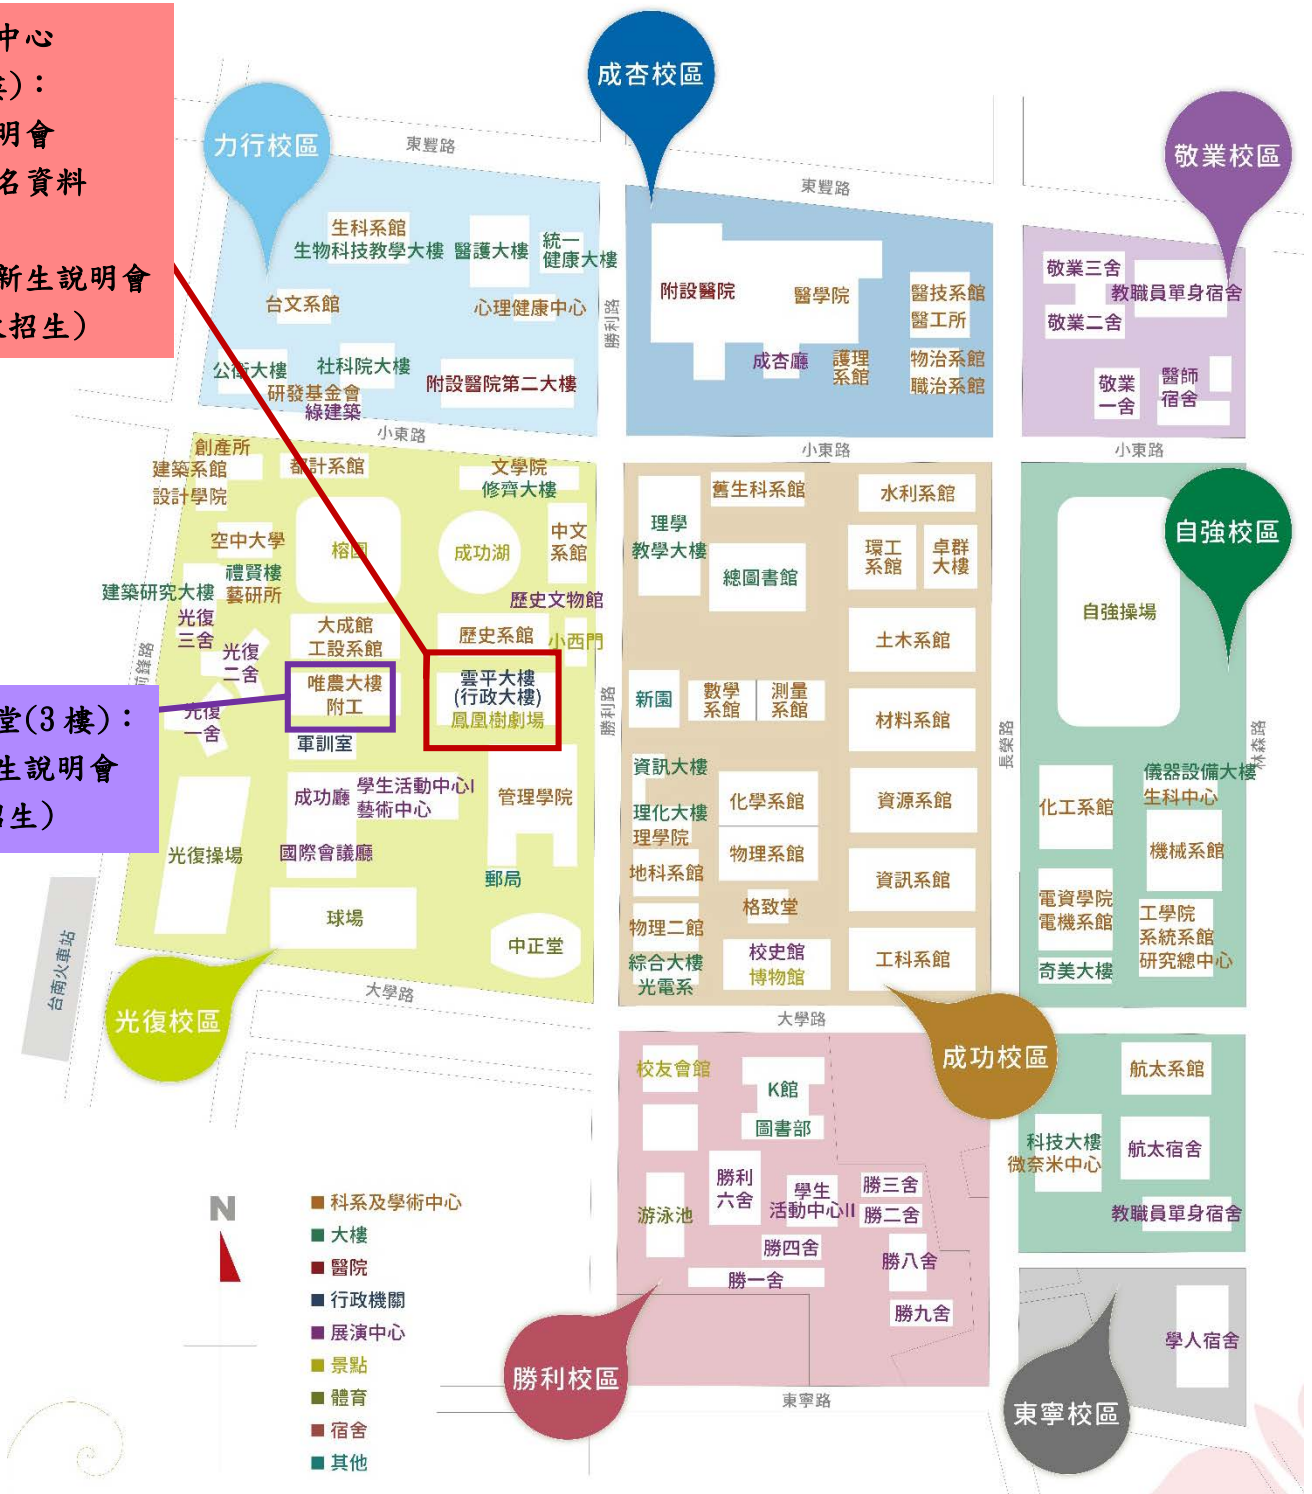 中心
樓)：
明會
名資料
新生說明會
招生)
堂(3樓)：
生說明會
招生)
成杏校區
力行校區
敬業校區
東豐路
東豐路
生科系館
生物科技教學大樓
醫護大樓
統一
健康大樓
台文系館
心理健康中心
公衛大樓
社科院大樓
研發基金會
綠建築
附設醫院第二大樓
勝利路
附設醫院
醫學院
醫技系館
醫工所
成杏廳
護理
系館
物治系館
職治系館
敬業三舍
教職員單身宿舍
敬業二舍
敬業
一舍
醫師
宿舍
小東路
小東路
小東路
創產所
建築系館
設計學院
都計系館
文學院
修齊大樓
空中大學
榕園
成功湖
中文
系館
禮賢樓
建築研究大樓
藝研所
歷史文物館
光復
三舍
大成館
工設系館
歷史系館
小西門
光復
二舍
前鋒路
唯農大樓
附工
雲平大樓
(行政大樓)
鳳凰樹劇場
光復
一舍
軍訓室
成功廳
學生活動中心I
藝術中心
管理學院
光復操場
國際會議廳
郵局
球場
中正堂
台南火車站
光復校區
大學路
勝利路
理學
教學大樓
舊生科系館
水利系館
總圖書館
環工
系館
卓群
大樓
土木系館
新園
數學
系館
測量
系館
材料系館
資訊大樓
理化大樓
理學院
化學系館
資源系館
地科系館
物理系館
資訊系館
格致堂
物理二館
綜合大樓
光電系
校史館
博物館
工科系館
長榮路
自強校區
自強操場
林森路
儀器設備大樓
生科中心
化工系館
機械系館
電資學院
電機系館
工學院
系統系館
研究總中心
奇美大樓
大學路
成功校區
校友會館
K館
圖書部
勝利
六舍
學生
活動中心II
勝三舍
勝二舍
游泳池
勝四舍
勝一舍
勝八舍
勝九舍
航太系館
科技大樓
微奈米中心
航太宿舍
教職員單身宿舍
勝利校區
東寧路
學人宿舍
東寧校區
N
科系及學術中心
大樓
醫院
行政機關
展演中心
景點
體育
宿舍
其他